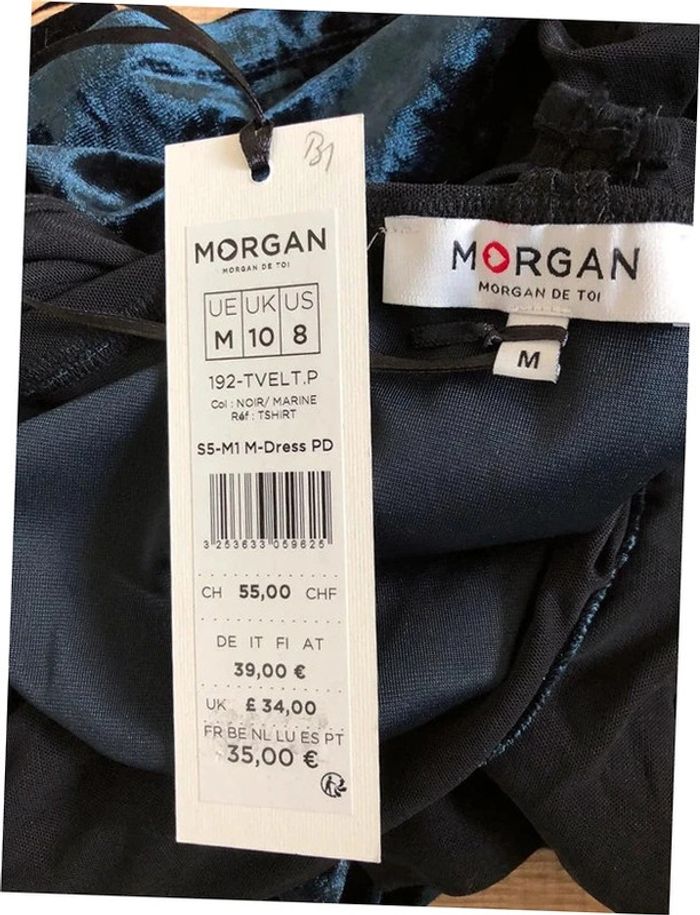 B1
MORGAN
MORGAN DE TOI
UE UK US
M 10 8
192-TVELT.P
Col : NOIR/ MARINE
Réf : TSHIRT
S5-M1 M-Dress PD
3 253633 059625
CH 55,00 CHF
DE IT FI AT
39,00 €
UK £ 34,00
FR BE NL LU ES PT
35,00 €
MORGAN
MORGAN DE TOI
M